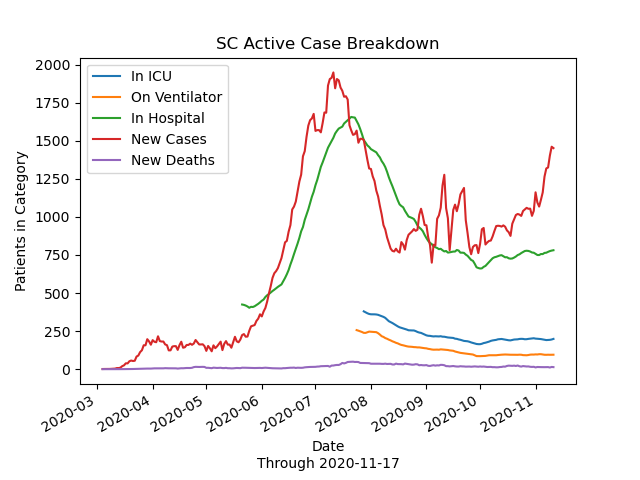 SC Active Case Breakdown
In ICU
On Ventilator
In Hospital
New Cases
New Deaths
Patients in Category
2000
1750
1500
1250
1000
750
500
250
0
2020-03
2020-04
2020-05
2020-06
2020-07
2020-08
2020-09
2020-10
2020-11
Date
Through 2020-11-17